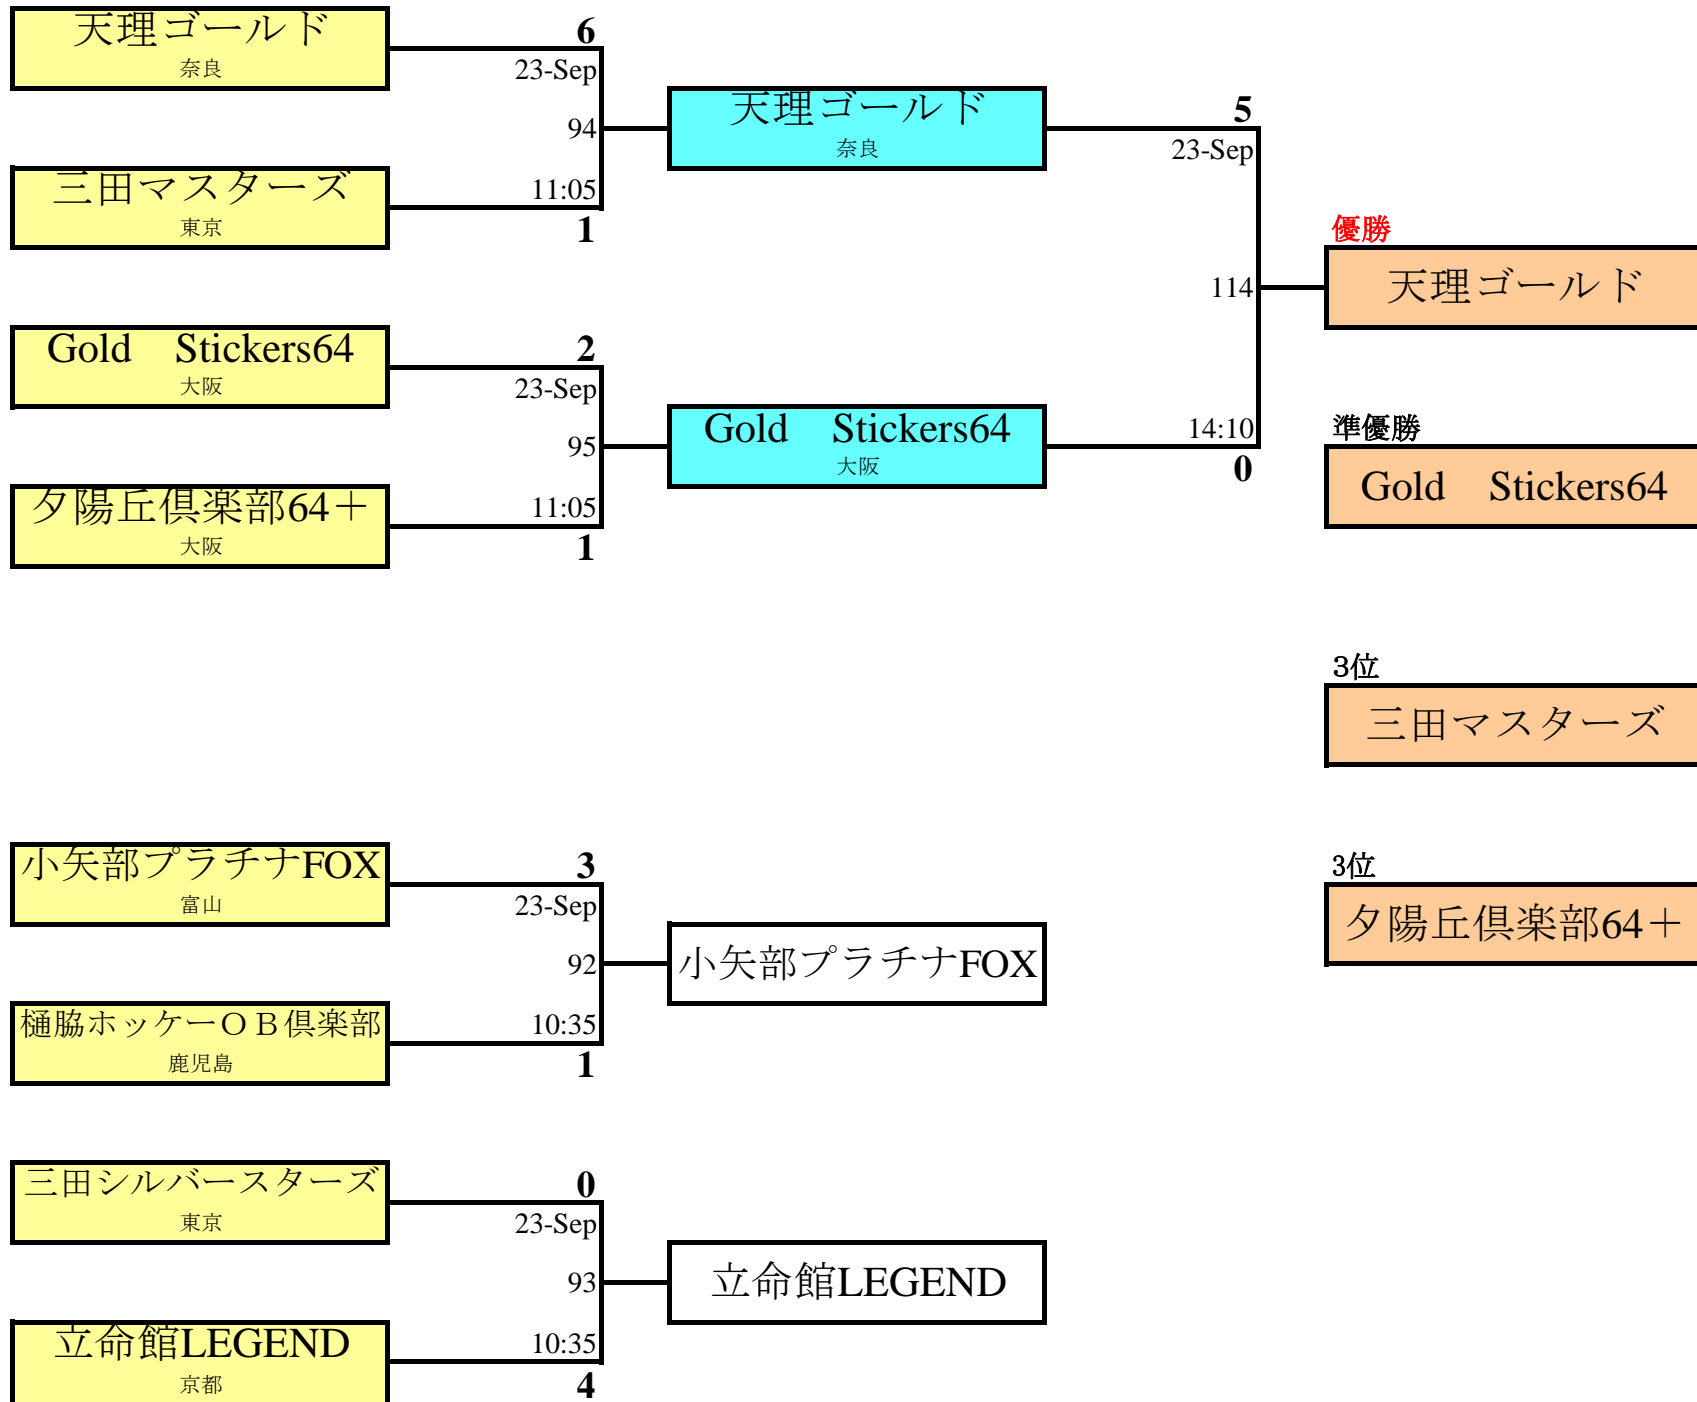 天理ゴールド
奈良
6
23-Sep
94
11:05
1
三田マスターズ
東京
天理ゴールド
奈良
5
23-Sep
114
14:10
0
優勝
天理ゴールド
Gold　Stickers64
大阪
2
23-Sep
95
11:05
1
夕陽丘倶楽部64＋
大阪
Gold　Stickers64
大阪
準優勝
Gold　Stickers64
3位
三田マスターズ
3位
夕陽丘倶楽部64＋
小矢部プラチナFOX
富山
3
23-Sep
92
10:35
1
樋脇ホッケーＯＢ倶楽部
鹿児島
小矢部プラチナFOX
三田シルバースターズ
東京
0
23-Sep
93
10:35
4
立命館LEGEND
京都
立命館LEGEND